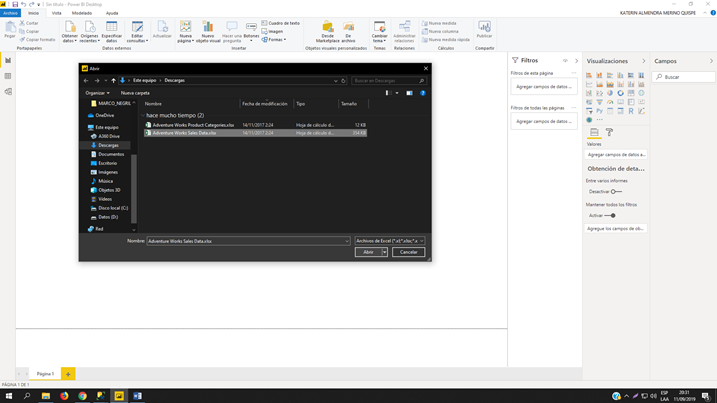 Sin título - Power BI Desktop
KATERIN ALMENDRA MERINO QUISPE
Archivo Inicio Vista Modelado Ayuda
Pegar
Cortar
Copiar
Copiar formato
Obtener datos
Orígenes recientes
Especificar datos
Editar consultas
Actualizar
Nueva página
Nuevo objeto visual
Hacer una pregunta
Botones
Cuadro de texto
Imagen
Formas
Desde Marketplace
De archivo
Cambiar tema
Administrar relaciones
Nueva medida
Nueva columna
Nueva medida rápida
Publicar
Portapapeles Datos externos Insertar Objetos visuales personalizados Temas Relaciones Cálculos Compartir
Abrir
Este equipo > Descargas
Buscar en Descargas
Organizar Nueva carpeta
MARCO_NEGRIL
OneDrive
Este equipo
A360 Drive
Descargas
Documentos
Escritorio
Imágenes
Música
Objetos 3D
Vídeos
Disco local (C:)
Datos (D:)
Red
Nombre Fecha de modificación Tipo Tamaño
hace mucho tiempo (2)
Adventure Works Product Categories.xlsx 14/11/2017 2:24 Hoja de cálculo d... 12 KB
Adventure Works Sales Data.xlsx 14/11/2017 2:24 Hoja de cálculo d... 554 KB
Nombre: Adventure Works Sales Data.xlsx
Archivos de Excel (*.xl;*.xlsx;*.x
Abrir Cancelar
Filtros
Filtros de esta página ...
Agregar campos de datos ...
Filtros de todas las páginas ...
Agregar campos de datos ...
Visualizaciones
Valores
Agregar campos de datos a...
Obtención de deta...
Entre varios informes
Desactivar
Mantener todos los filtros
Activar
Agregue los campos de ob...
Campos
Buscar
Página 1
PÁGINA 1 DE 1
ESP
LAA
20:31
11/09/2019